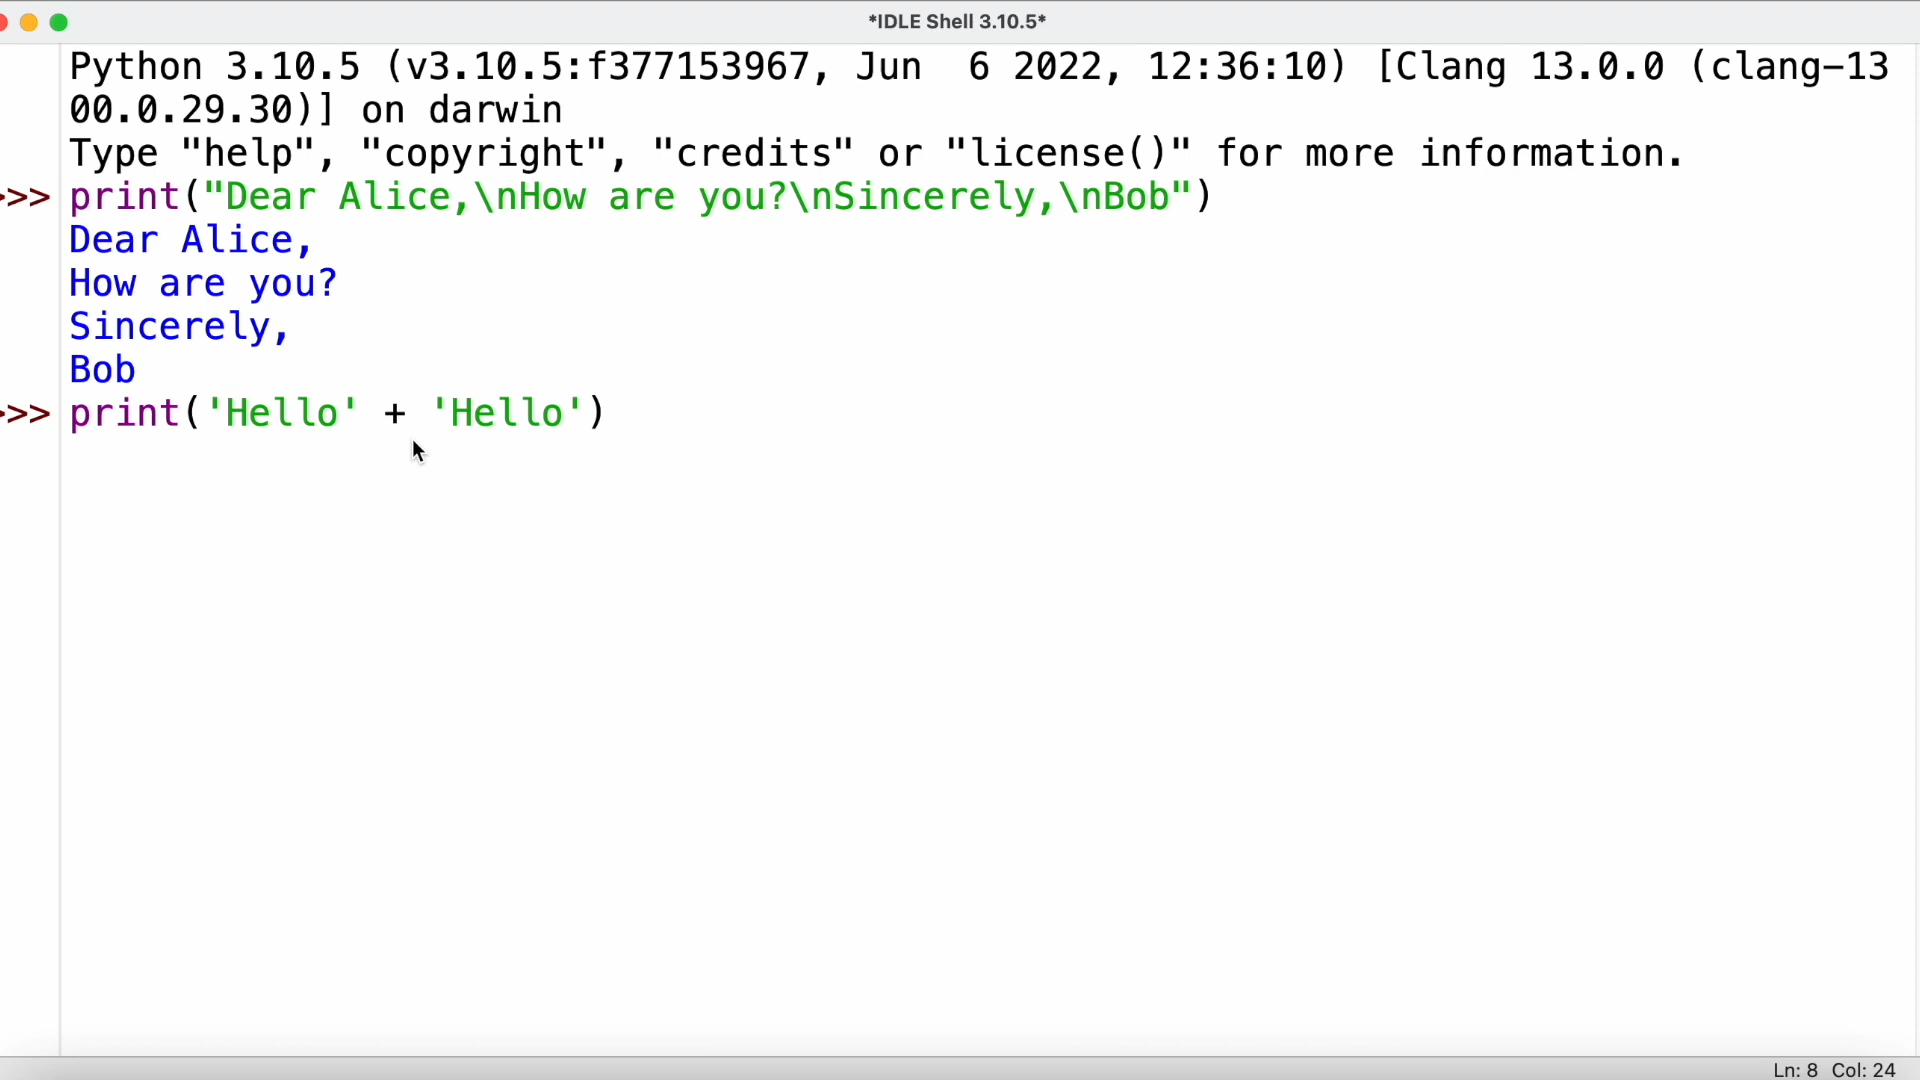 *IDLE Shell 3.10.5*
Python 3.10.5 (v3.10.5:f377153967, Jun  6 2022, 12:36:10) [Clang 13.0.0 (clang-13
00.0.29.30)] on darwin
Type "help", "copyright", "credits" or "license()" for more information.
>>> print("Dear Alice,\nHow are you?\nSincerely,\nBob")
Dear Alice,
How are you?
Sincerely,
Bob
>>> print('Hello' + 'Hello')
Ln: 8 Col: 24